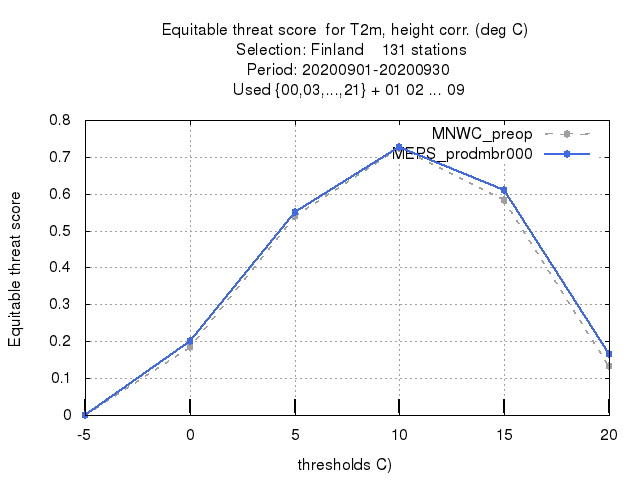 Equitable threat score  for T2m, height corr. (deg C)
Selection: Finland    131 stations
Period: 20200901-20200930
Used {00,03,...,21} + 01 02 ... 09
MNWC_preop
MEPS_prodmbr000
Equitable threat score
0.8
0.7
0.6
0.5
0.4
0.3
0.2
0.1
0
-5 0 5 10 15 20
thresholds C)